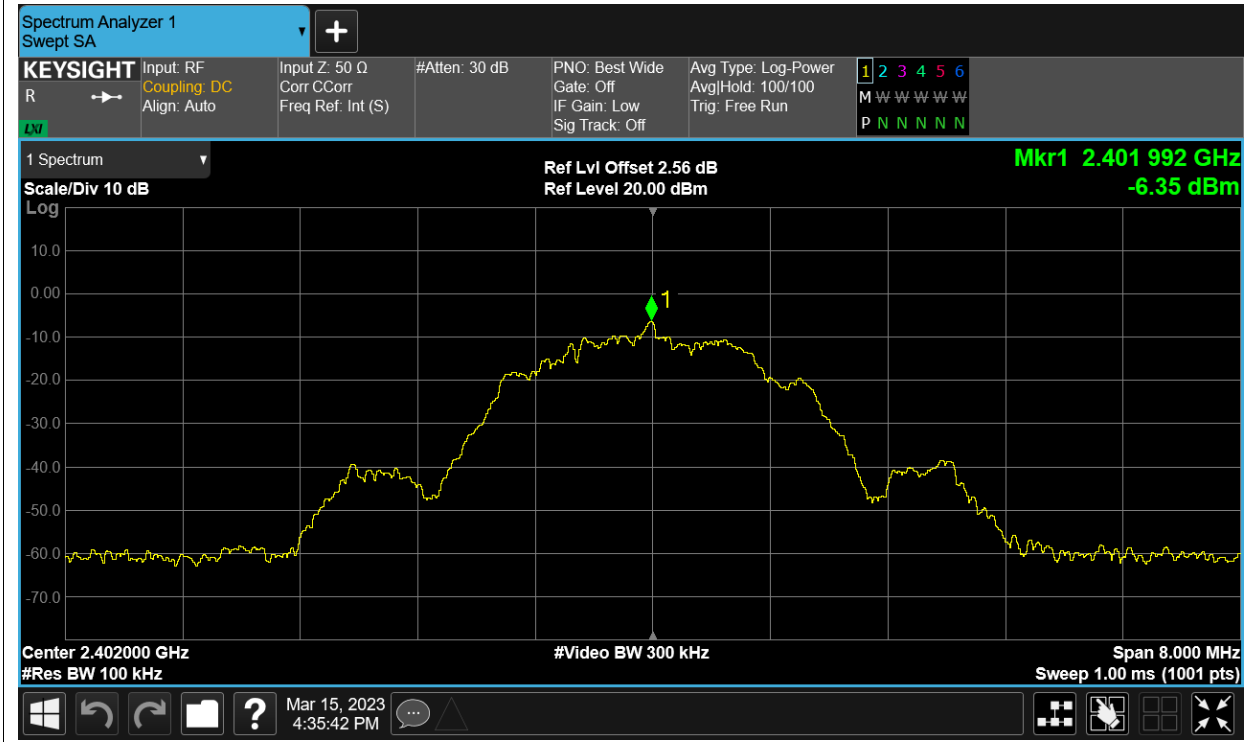 Spectrum Analyzer 1
Swept SA
KEYSIGHT
R
LXI
Input: RF
Coupling: DC
Align: Auto
Input Z: 50 Ω
Corr CCorr
Freq Ref: Int (S)
#Atten: 30 dB
PNO: Best Wide
Gate: Off
IF Gain: Low
Sig Track: Off
Avg Type: Log-Power
Avg|Hold: 100/100
Trig: Free Run
1 2 3 4 5 6
M W W W W W
P N N N N N
1 Spectrum
Scale/Div 10 dB
Log
Ref Lvl Offset 2.56 dB
Ref Level 20.00 dBm
Mkr1 2.401 992 GHz
-6.35 dBm
10.0
0.00
1
-10.0
-20.0
-30.0
-40.0
-50.0
-60.0
-70.0
Center 2.402000 GHz
#Video BW 300 kHz
Span 8.000 MHz
#Res BW 100 kHz
Sweep 1.00 ms (1001 pts)
?
Mar 15, 2023
4:35:42 PM